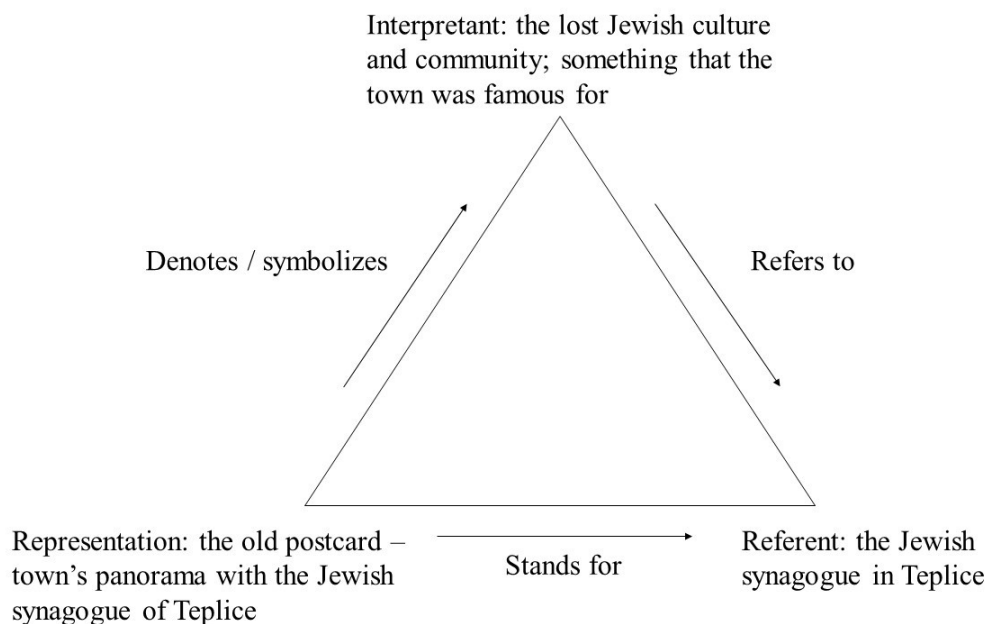 Interpretant: the lost Jewish culture
and community; something that the
town was famous for
Denotes / symbolizes
Refers to
Representation: the old postcard –
town’s panorama with the Jewish
synagogue of Teplice
Stands for
Referent: the Jewish
synagogue in Teplice